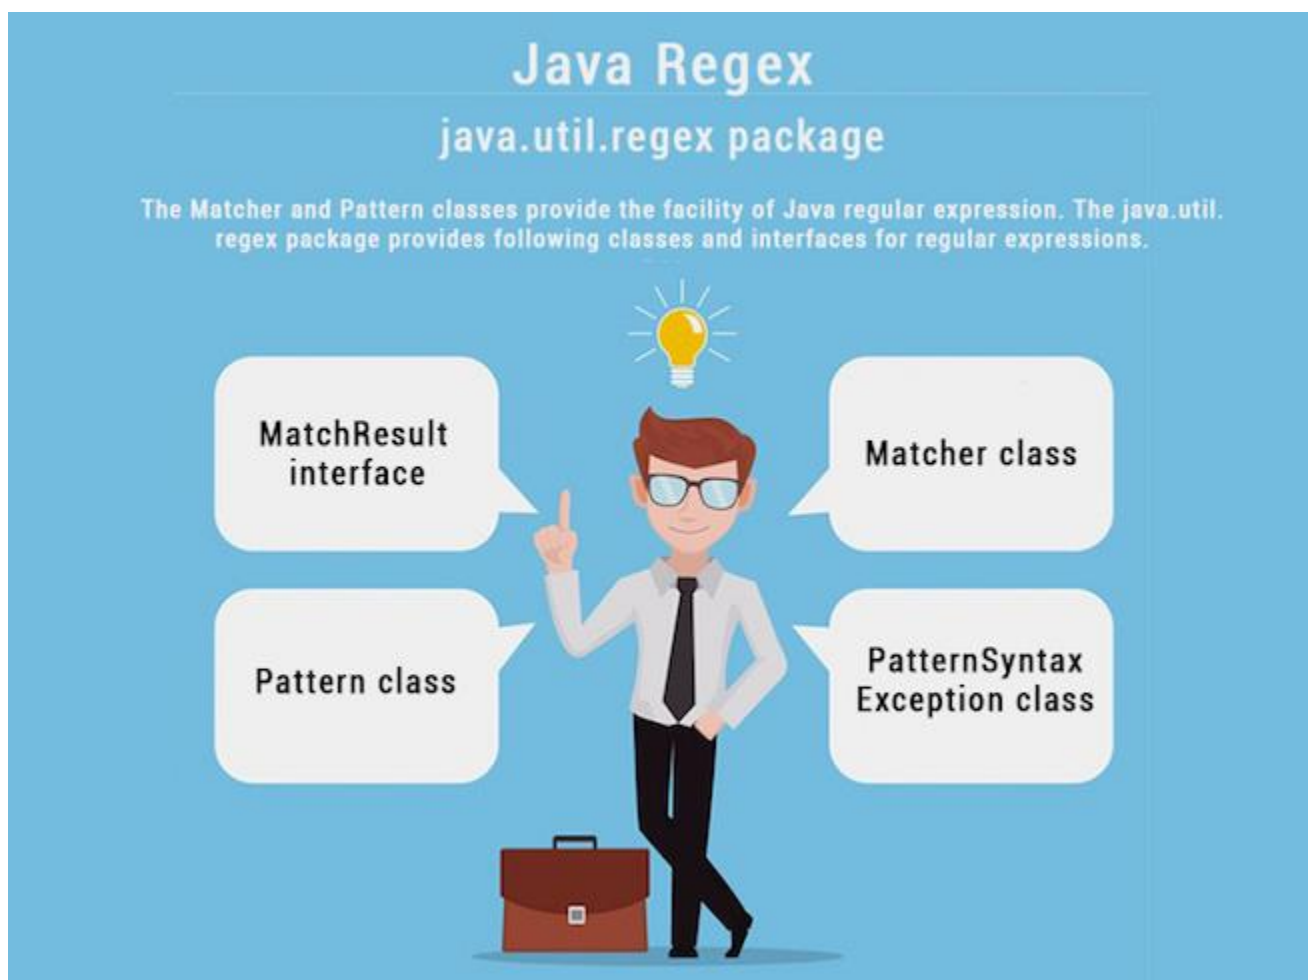 Java Regex
java.util.regex package
The Matcher and Pattern classes provide the facility of Java regular expression. The java.util.
regex package provides following classes and interfaces for regular expressions.
MatchResult
interface
Matcher class
Pattern class
PatternSyntax
Exception class